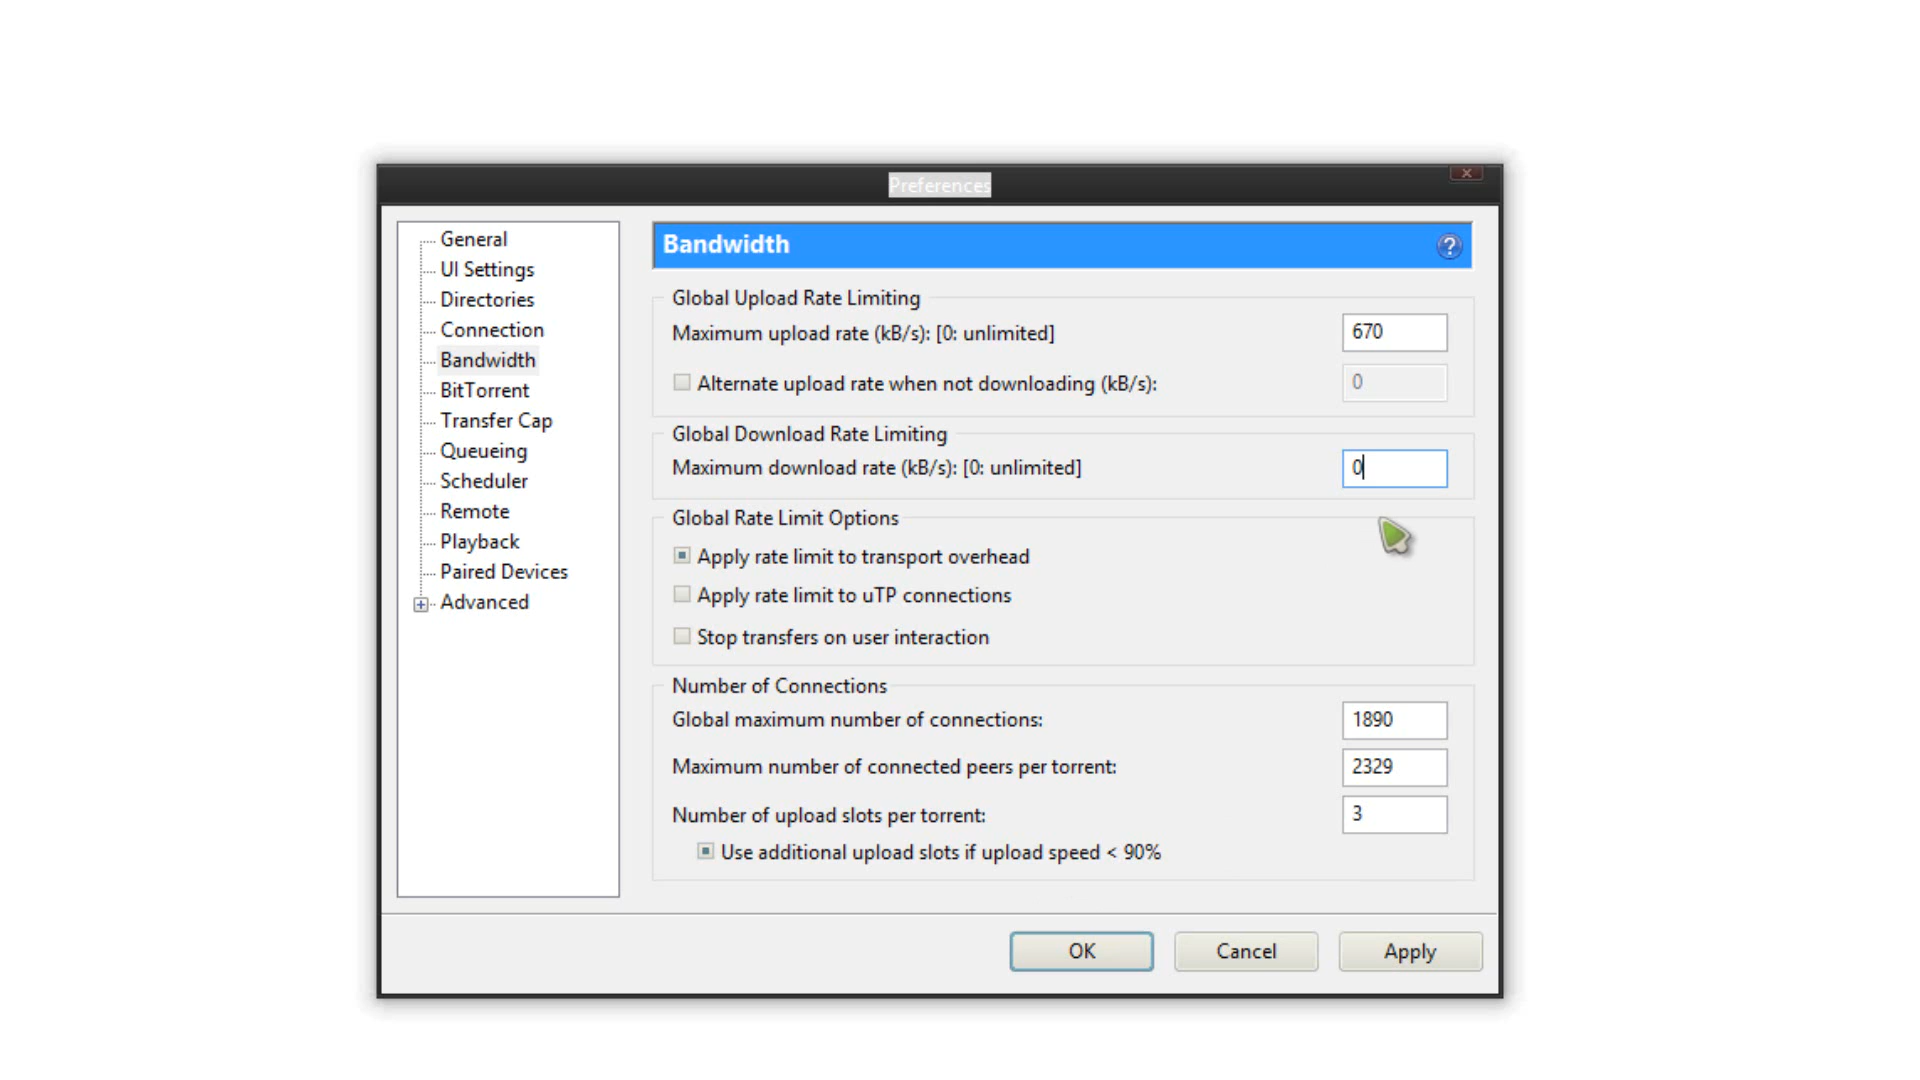 Preferences
General
UI Settings
Directories
Connection
Bandwidth
BitTorrent
Transfer Cap
Queueing
Scheduler
Remote
Playback
Paired Devices
Advanced
Bandwidth
Global Upload Rate Limiting
Maximum upload rate (kB/s): [0: unlimited] 670
Alternate upload rate when not downloading (kB/s): 0
Global Download Rate Limiting
Maximum download rate (kB/s): [0: unlimited] 0
Global Rate Limit Options
Apply rate limit to transport overhead
Apply rate limit to uTP connections
Stop transfers on user interaction
Number of Connections
Global maximum number of connections: 1890
Maximum number of connected peers per torrent: 2329
Number of upload slots per torrent: 3
Use additional upload slots if upload speed < 90%
OK Cancel Apply